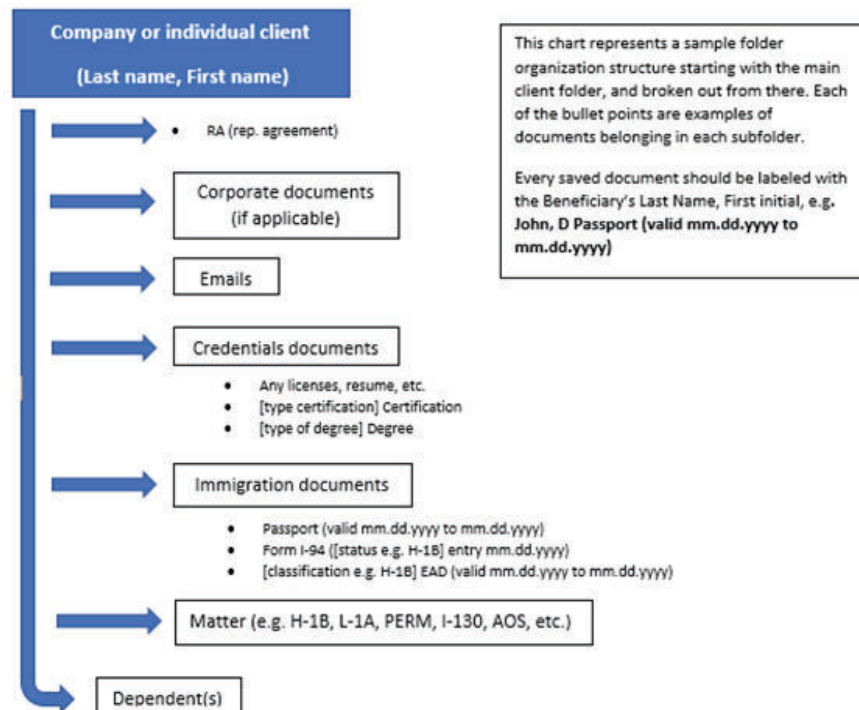 Company or individual client
(Last name, First name)
• RA (rep. agreement)
Corporate documents
(if applicable)
Emails
Credentials documents
• Any licenses, resume, etc.
• [type certification] Certification
• [type of degree] Degree
Immigration documents
• Passport (valid mm.dd.yyyy to mm.dd.yyyy)
• Form I-94 ([status e.g. H-1B] entry mm.dd.yyyy)
• [classification e.g. H-1B] EAD (valid mm.dd.yyyy to mm.dd.yyyy)
Matter (e.g. H-1B, L-1A, PERM, I-130, AOS, etc.)
Dependent(s)
This chart represents a sample folder
organization structure starting with the main
client folder, and broken out from there. Each
of the bullet points are examples of
documents belonging in each subfolder.
Every saved document should be labeled with
the Beneficiary's Last Name, First initial, e.g.
John, D Passport (valid mm.dd.yyyy to
mm.dd.yyyy)